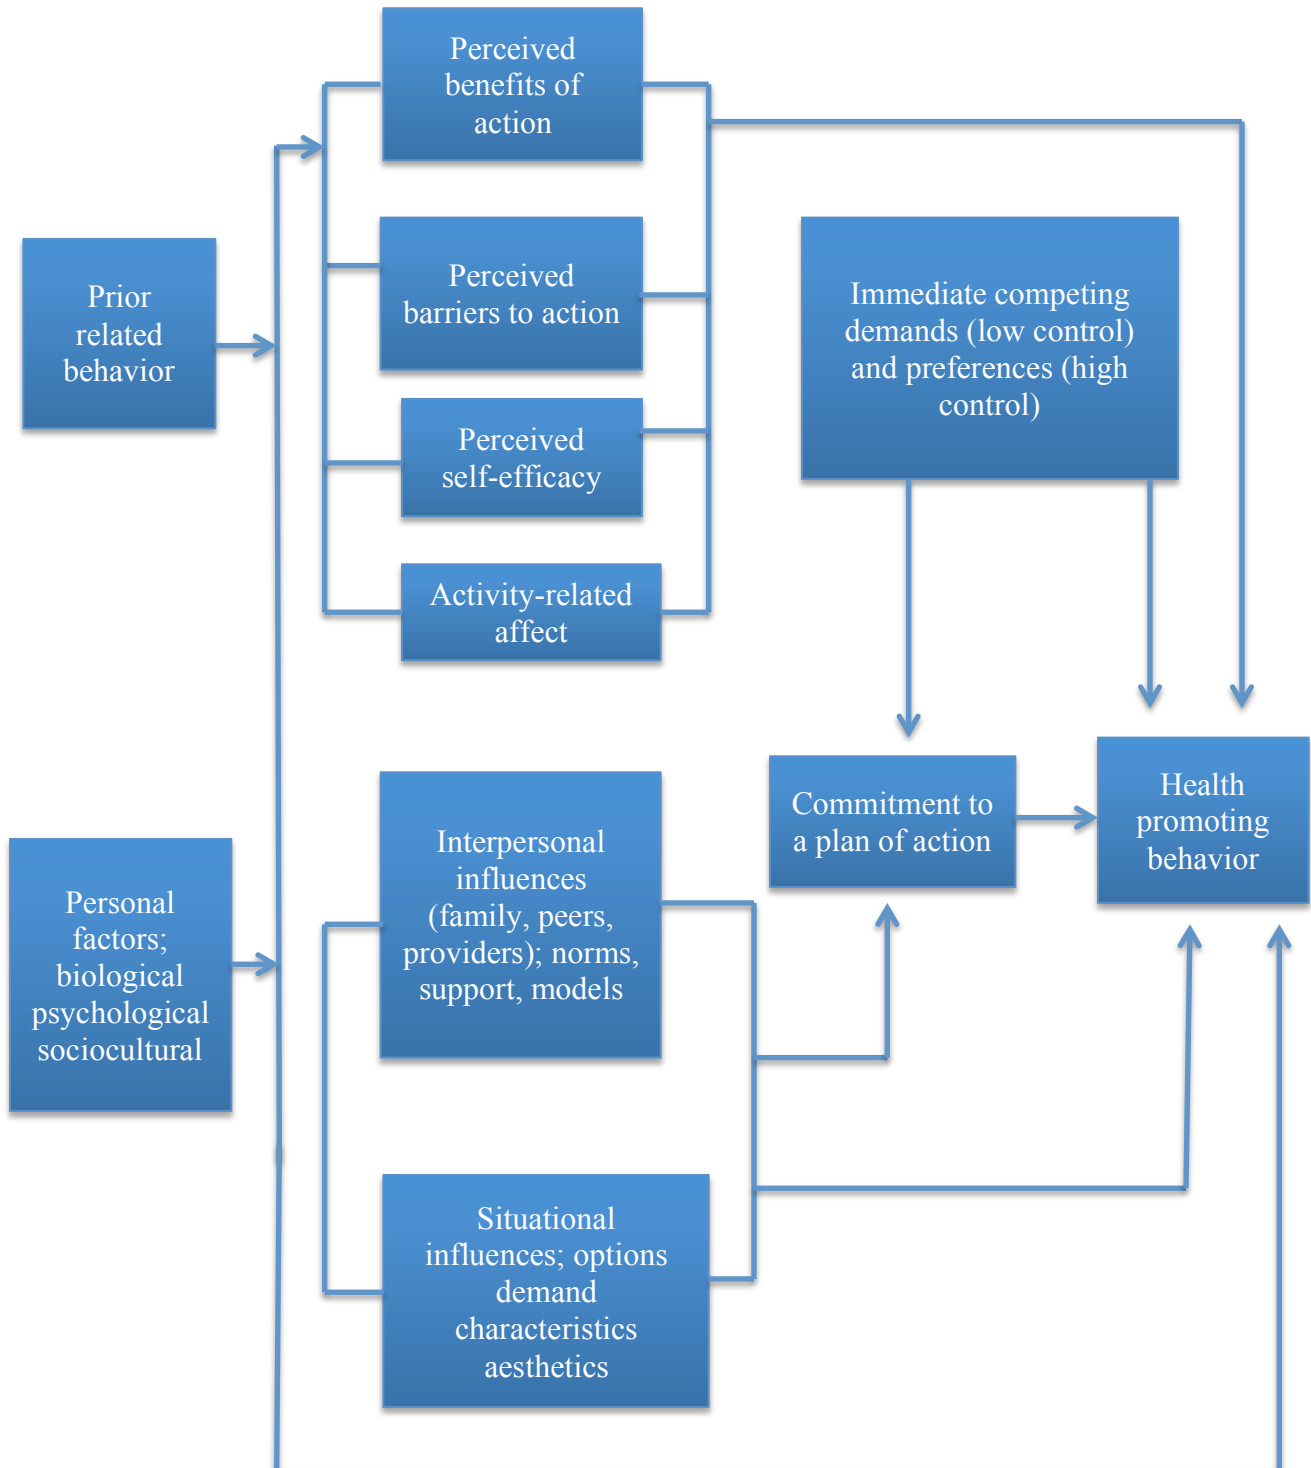 Perceived
benefits of
action
Prior
related
behavior
Perceived
barriers to action
Immediate competing
demands (low control)
and preferences (high
control)
Perceived
self-efficacy
Activity-related
affect
Personal
factors;
biological
psychological
sociocultural
Interpersonal
influences
(family, peers,
providers); norms,
support, models
Commitment to
a plan of action
Health
promoting
behavior
Situational
influences; options
demand
characteristics
aesthetics